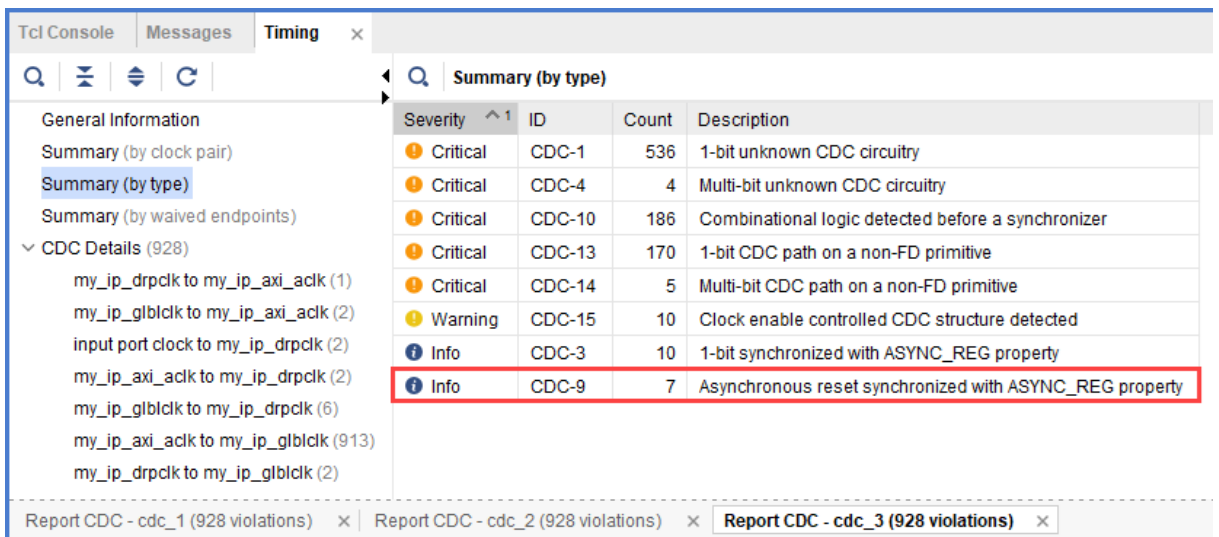 Tcl Console Messages Timing ×
Summary (by type)
General Information
Summary (by clock pair)
Summary (by type)
Summary (by waived endpoints)
CDC Details (928)
my_ip_drpclk to my_ip_axi_aclk (1)
my_ip_glblclk to my_ip_axi_aclk (2)
input port clock to my_ip_drpclk (2)
my_ip_axi_aclk to my_ip_drpclk (2)
my_ip_glblclk to my_ip_drpclk (6)
my_ip_axi_aclk to my_ip_glblclk (913)
my_ip_drpclk to my_ip_glblclk (2)
Severity 1 ID Count Description
Critical CDC-1 536 1-bit unknown CDC circuitry
Critical CDC-4 4 Multi-bit unknown CDC circuitry
Critical CDC-10 186 Combinational logic detected before a synchronizer
Critical CDC-13 170 1-bit CDC path on a non-FD primitive
Critical CDC-14 5 Multi-bit CDC path on a non-FD primitive
Warning CDC-15 10 Clock enable controlled CDC structure detected
Info CDC-3 10 1-bit synchronized with ASYNC_REG property
Info CDC-9 7 Asynchronous reset synchronized with ASYNC_REG property
Report CDC - cdc_1 (928 violations) × Report CDC - cdc_2 (928 violations) × Report CDC - cdc_3 (928 violations) ×